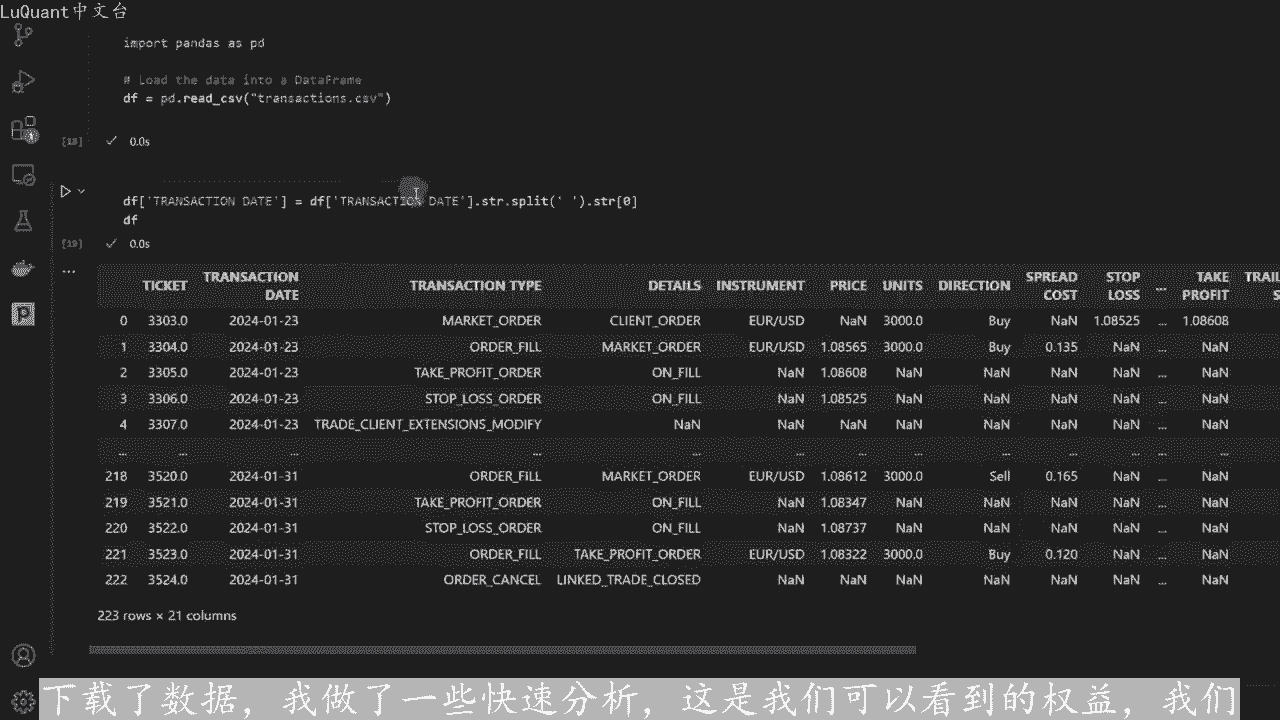 LuQuant中文台
import pandas as pd
# Load the data into a DataFrame
df = pd.read_csv("transactions.csv")
[18] 0.0s
df['TRANSACTION DATE'] = df['TRANSACTION DATE'].str.split(' ').str[0]
df
[19] 0.0s
...
TICKET TRANSACTION DATE TRANSACTION TYPE DETAILS INSTRUMENT PRICE UNITS DIRECTION SPREAD COST STOP LOSS ... TAKE PROFIT TRAIL S
0 3303.0 2024-01-23 MARKET_ORDER CLIENT_ORDER EUR/USD NaN 3000.0 Buy NaN 1.08525 ... 1.08608
1 3304.0 2024-01-23 ORDER_FILL MARKET_ORDER EUR/USD 1.08565 3000.0 Buy 0.135 NaN ... NaN
2 3305.0 2024-01-23 TAKE_PROFIT_ORDER ON_FILL NaN 1.08608 NaN NaN NaN NaN ... NaN
3 3306.0 2024-01-23 STOP_LOSS_ORDER ON_FILL NaN 1.08525 NaN NaN NaN NaN ... NaN
4 3307.0 2024-01-23 TRADE_CLIENT_EXTENSIONS_MODIFY NaN NaN NaN NaN NaN NaN NaN ... NaN
... ... ... ... ... ... ... ... ... ... ... ... ...
218 3520.0 2024-01-31 ORDER_FILL MARKET_ORDER EUR/USD 1.08612 3000.0 Sell 0.165 NaN ... NaN
219 3521.0 2024-01-31 TAKE_PROFIT_ORDER ON_FILL NaN 1.08347 NaN NaN NaN NaN ... NaN
220 3522.0 2024-01-31 STOP_LOSS_ORDER ON_FILL NaN 1.08737 NaN NaN NaN NaN ... NaN
221 3523.0 2024-01-31 ORDER_FILL TAKE_PROFIT_ORDER EUR/USD 1.08322 3000.0 Buy 0.120 NaN ... NaN
222 3524.0 2024-01-31 ORDER_CANCEL LINKED_TRADE_CLOSED NaN NaN NaN NaN NaN NaN ... NaN
223 rows × 21 columns
下载了数据，我做了一些快速分析，这是我们可以看到的权益，我们